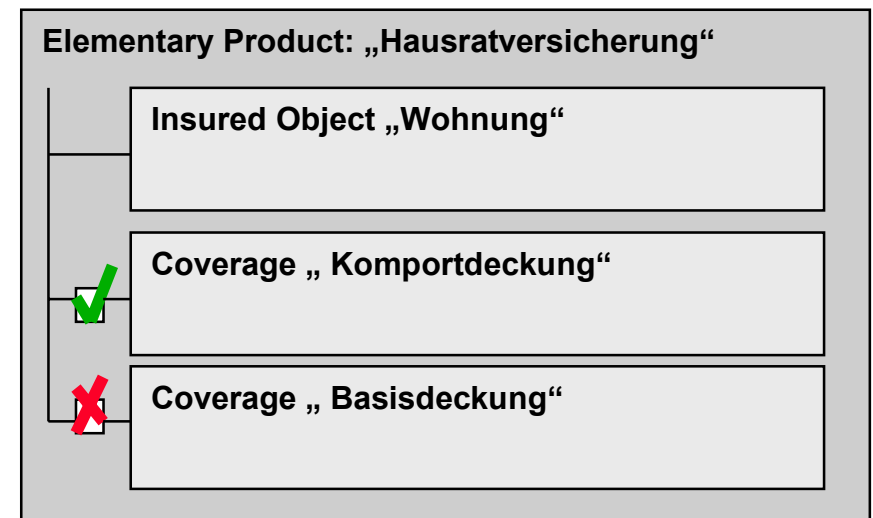 Elementary Product: „Hausratversicherung“
Insured Object „Wohnung“
Coverage „ Komportdeckung“
Coverage „ Basisdeckung“